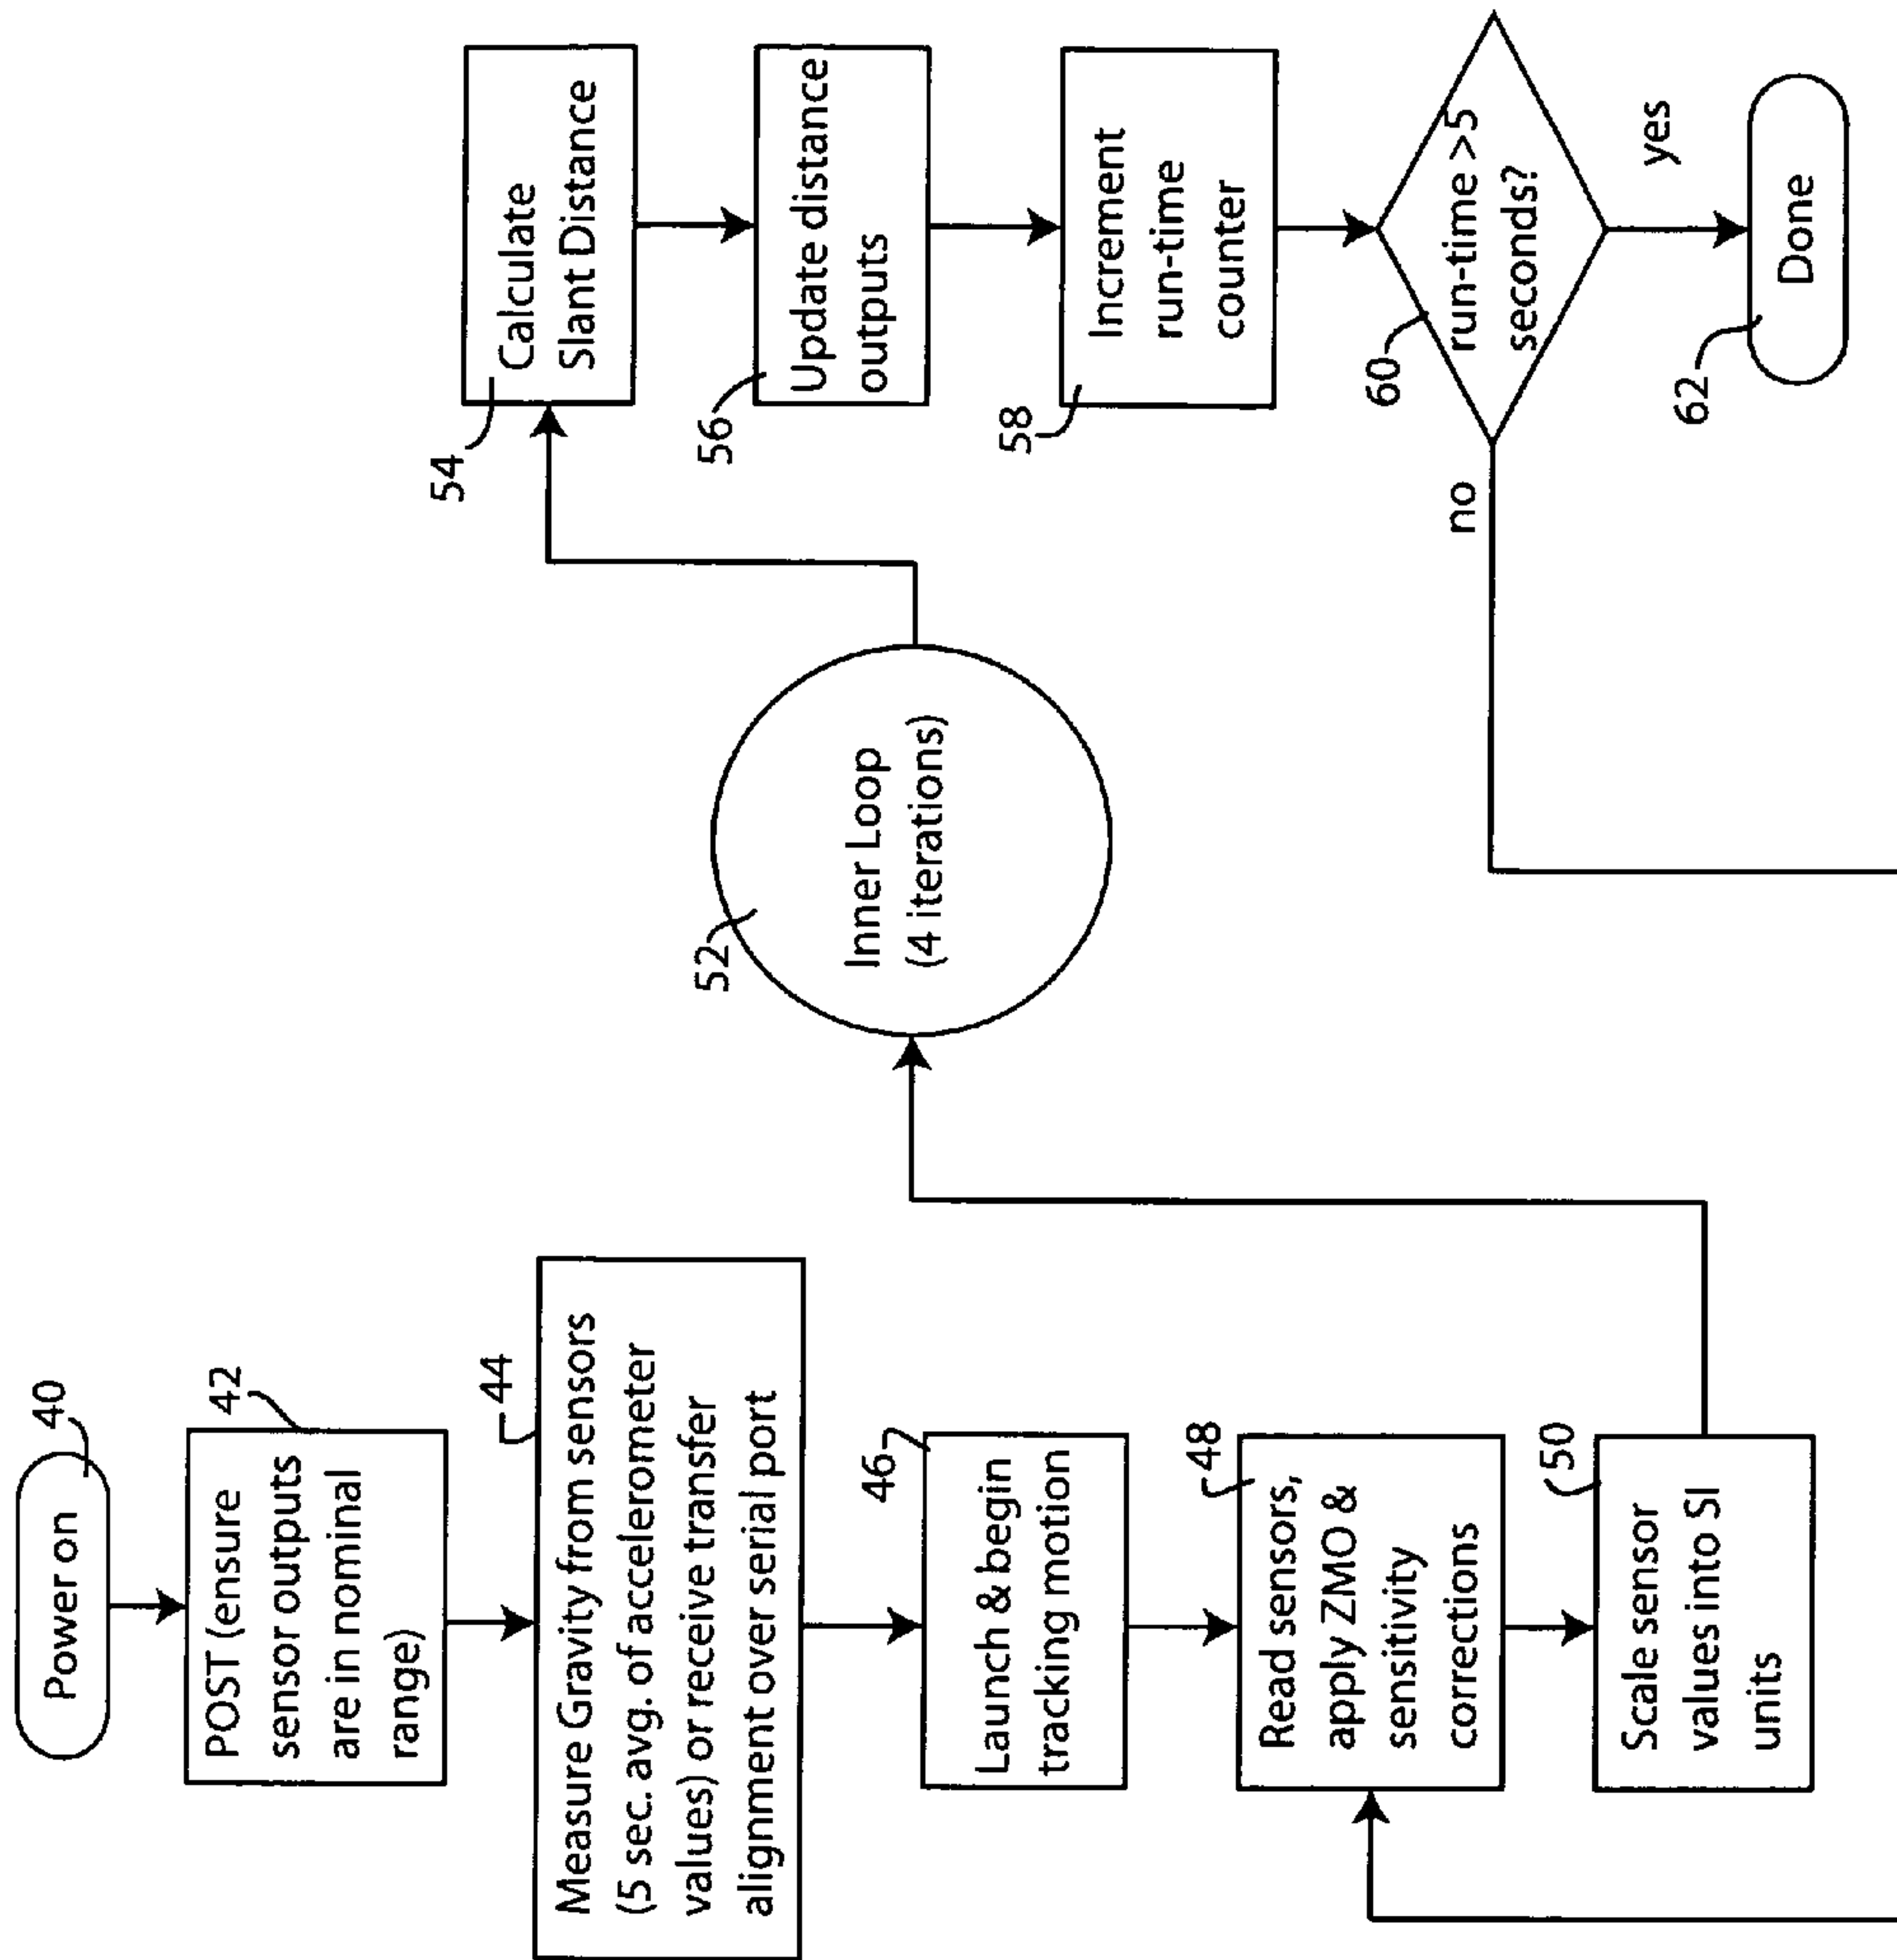 Power on
40
POST (ensure
sensor outputs
are in nominal
range)
42
Measure Gravity from sensors
(5 sec. avg. of accelerometer
values) or receive transfer
alignment over serial port
44
Launch & begin
tracking motion
46
Read sensors,
apply ZMO &
sensitivity
corrections
48
Scale sensor
values into SI
units
50
Inner Loop
(4 iterations)
52
Calculate
Slant Distance
54
Update distance
outputs
56
Increment
run-time
counter
58
run-time >5
seconds?
60
no
yes
Done
62